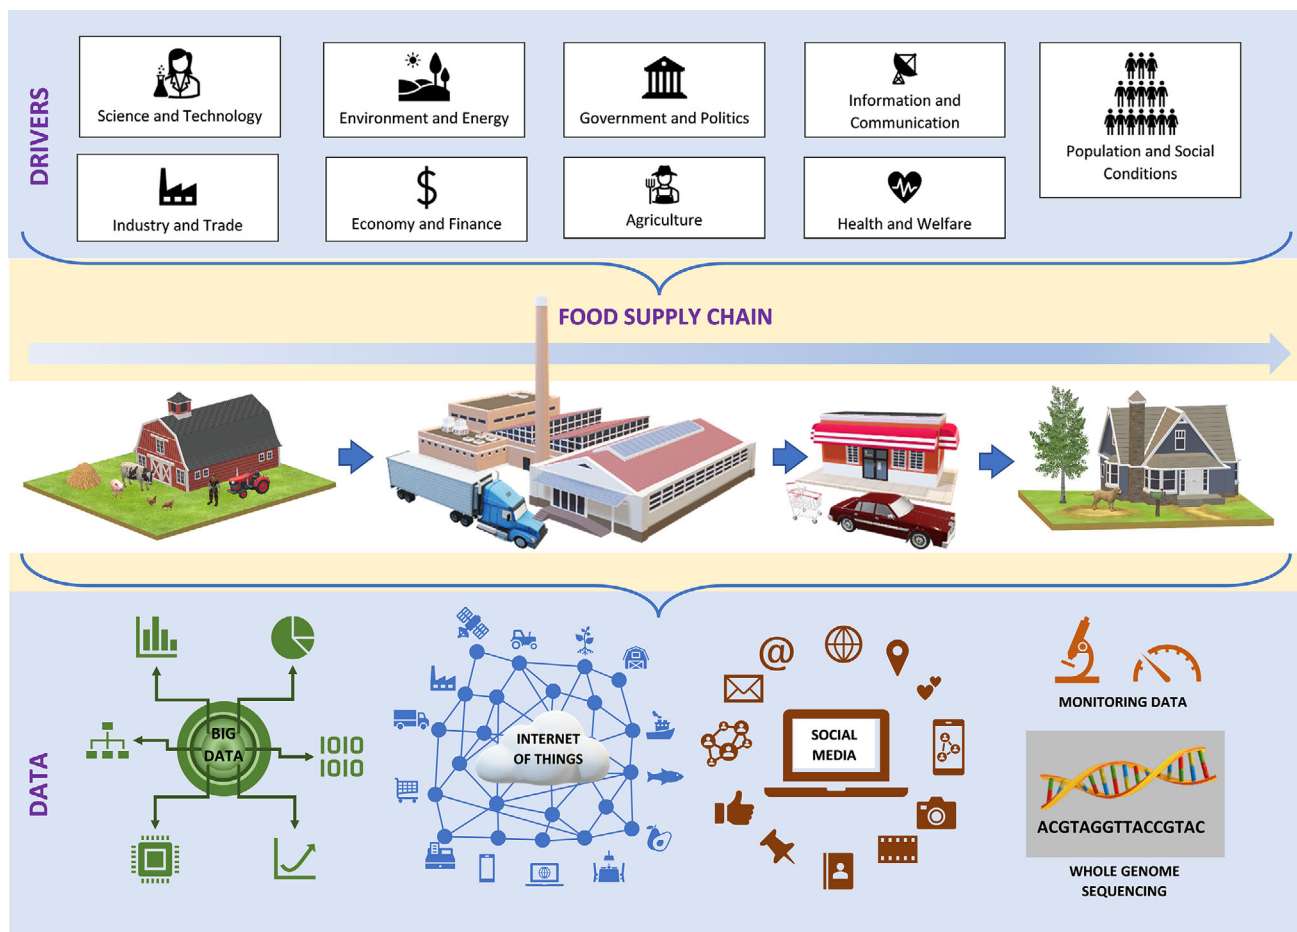 DRIVERS
Science and Technology
Environment and Energy
Government and Politics
Information and
Communication
Population and Social
Conditions
Industry and Trade
Economy and Finance
Agriculture
Health and Welfare
FOOD SUPPLY CHAIN
DATA
BIG
DATA
1010
1010
INTERNET
OF THINGS
@
SOCIAL
MEDIA
MONITORING DATA
ACGTAGGTTACCGTAC
WHOLE GENOME
SEQUENCING